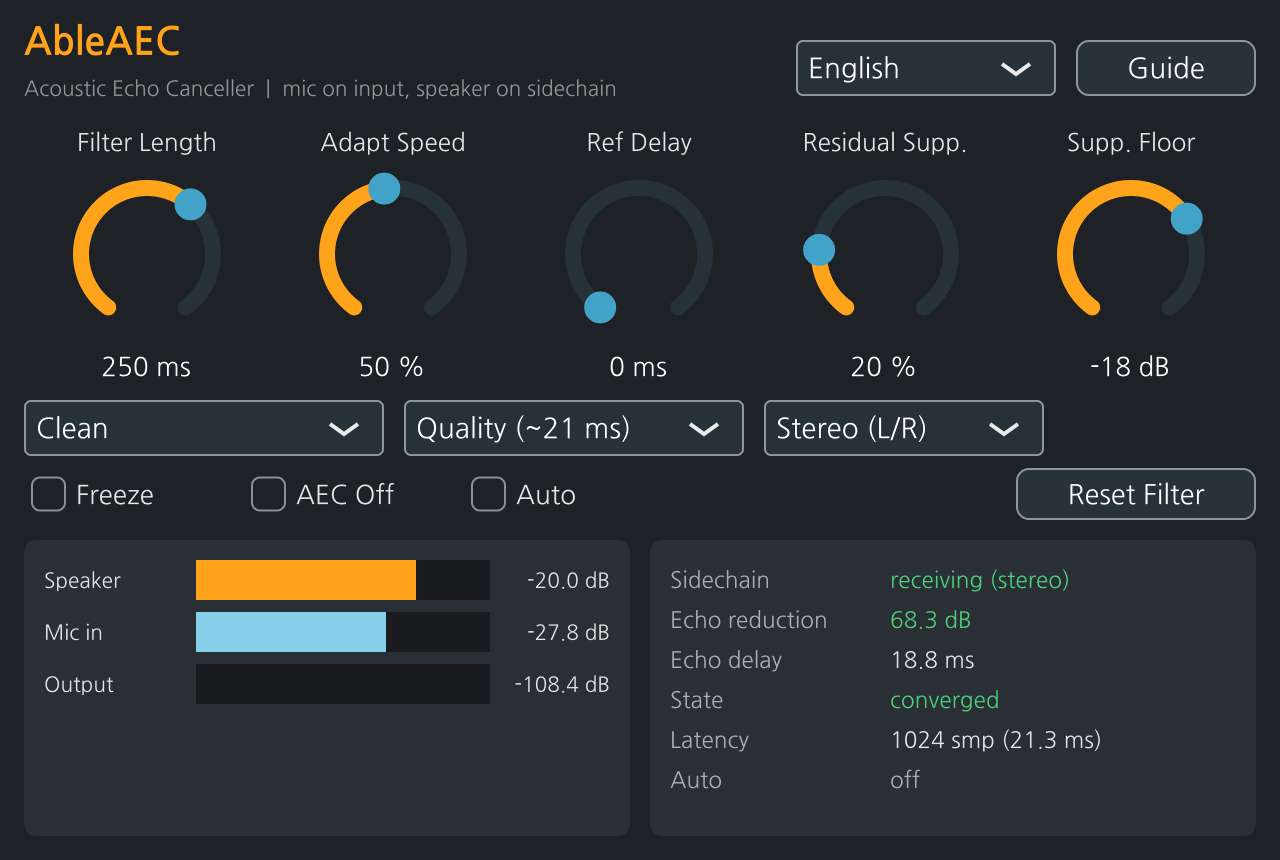 AbleAEC
Acoustic Echo Canceller | mic on input, speaker on sidechain
English
Guide
Filter Length
Adapt Speed
Ref Delay
Residual Supp.
Supp. Floor
250 ms
50 %
0 ms
20 %
-18 dB
Clean
Quality (~21 ms)
Stereo (L/R)
Freeze
AEC Off
Auto
Reset Filter
Speaker -20.0 dB
Mic in -27.8 dB
Output -108.4 dB
Sidechain receiving (stereo)
Echo reduction 68.3 dB
Echo delay 18.8 ms
State converged
Latency 1024 smp (21.3 ms)
Auto off